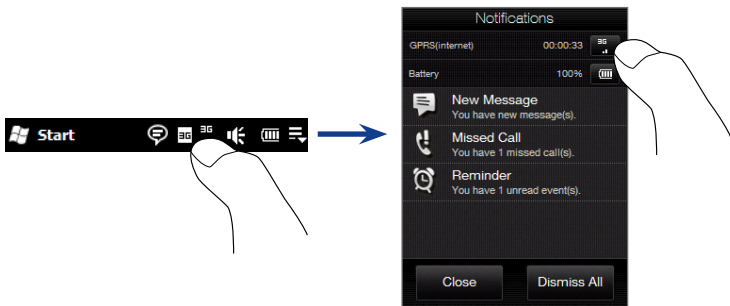 Notifications
GPRS(internet) 00:00:33 3G
Battery 100%
New Message
You have new message(s).
Start 3G 3G
Missed Call
You have 1 missed call(s).
Reminder
You have 1 unread event(s).
Close Dismiss All